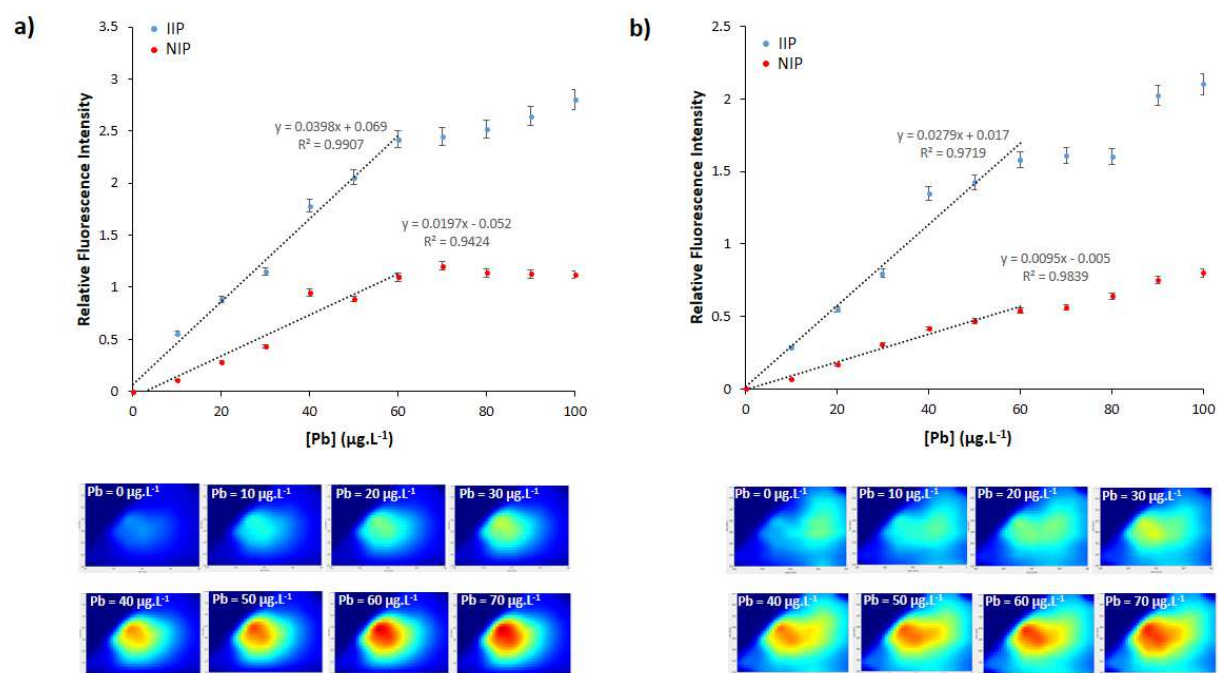 a)
IIP
NIP
3.5
3
2.5
2
1.5
1
0.5
0
Relative Fluorescence Intensity
y = 0.0398x + 0.069
R² = 0.9907
y = 0.0197x - 0.052
R² = 0.9424
0 20 40 60 80 100
[Pb] (µg.L⁻¹)
Pb = 0 µg.L⁻¹ Pb = 10 µg.L⁻¹ Pb = 20 µg.L⁻¹ Pb = 30 µg.L⁻¹
Pb = 40 µg.L⁻¹ Pb = 50 µg.L⁻¹ Pb = 60 µg.L⁻¹ Pb = 70 µg.L⁻¹
b)
IIP
NIP
2.5
2
1.5
1
0.5
0
Relative Fluorescence Intensity
y = 0.0279x + 0.017
R² = 0.9719
y = 0.0095x - 0.005
R² = 0.9839
0 20 40 60 80 100
[Pb] (µg.L⁻¹)
Pb = 0 µg.L⁻¹ Pb = 10 µg.L⁻¹ Pb = 20 µg.L⁻¹ Pb = 30 µg.L⁻¹
Pb = 40 µg.L⁻¹ Pb = 50 µg.L⁻¹ Pb = 60 µg.L⁻¹ Pb = 70 µg.L⁻¹